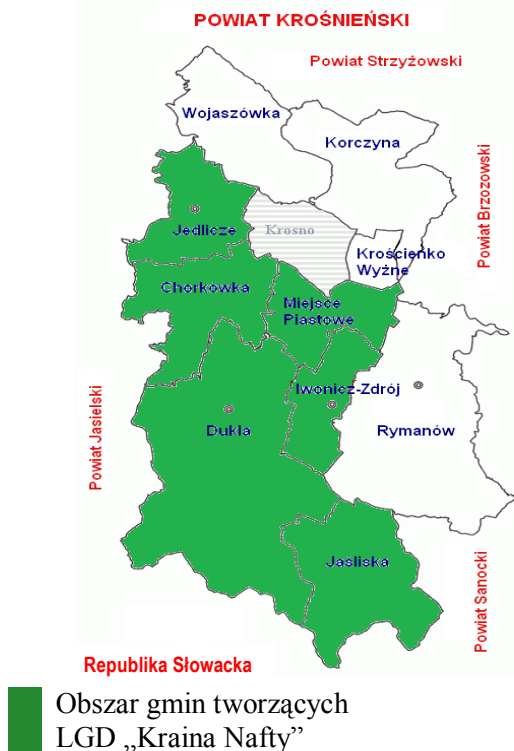 POWIAT KROŚNIEŃSKI
Powiat Strzyżowski
Wojaszówka
Korczyna
Powiat Brzozowski
Jedlicze
Krosno
Krościenko
Wyżne
Chorkówka
Miejsce
Piastowe
Iwonicz-Zdrój
Powiat Jasielski
Dukla
Rymanów
Jasliska
Powiat Sanocki
Republika Słowacka
Obszar gmin tworzących
LGD „Kraina Nafty”